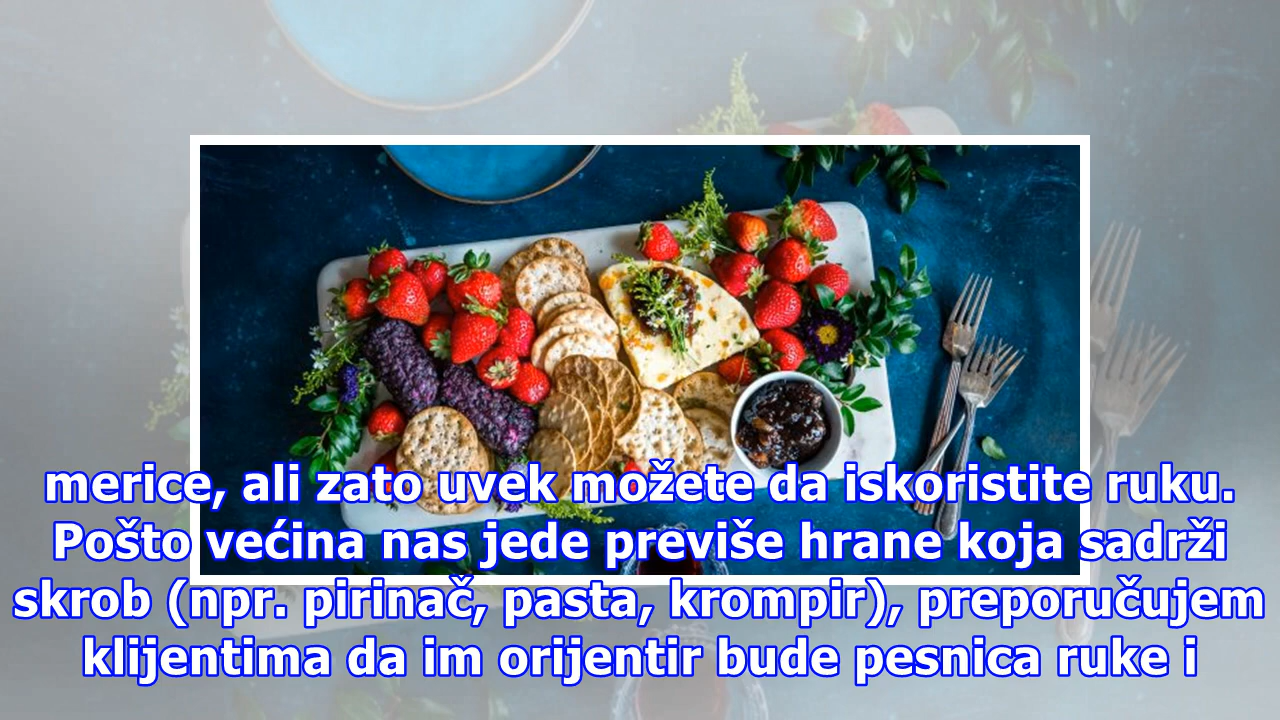 merice, ali zato uvek možete da iskoristite ruku.
Pošto većina nas jede previše hrane koja sadrži
skrob (npr. pirinač, pasta, krompir), preporučujem
klijentima da im orijentir bude pesnica ruke i